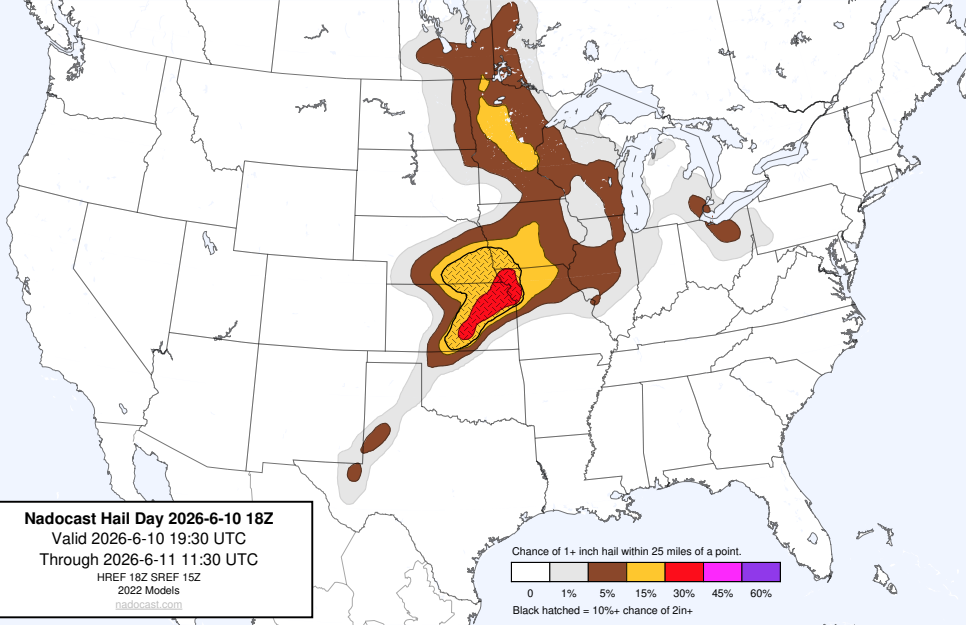 Nadocast Hail Day 2026-6-10 18Z
Valid 2026-6-10 19:30 UTC
Through 2026-6-11 11:30 UTC
HREF 18Z SREF 15Z
2022 Models
nadocast.com
Chance of 1+ inch hail within 25 miles of a point.
0 1% 5% 15% 30% 45% 60%
Black hatched = 10%+ chance of 2in+